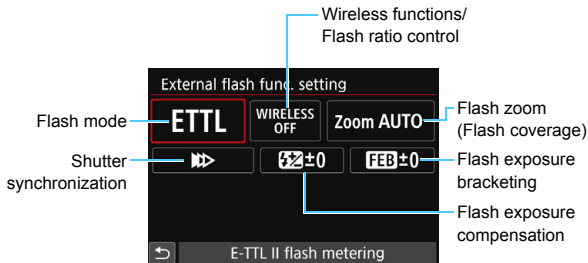 Wireless functions/
Flash ratio control
External flash func. setting
Flash mode
ETTL
WIRELESS
OFF
Zoom AUTO
Flash zoom
(Flash coverage)
Shutter
synchronization
±0
FEB±0
Flash exposure
bracketing
Flash exposure
compensation
E-TTL II flash metering